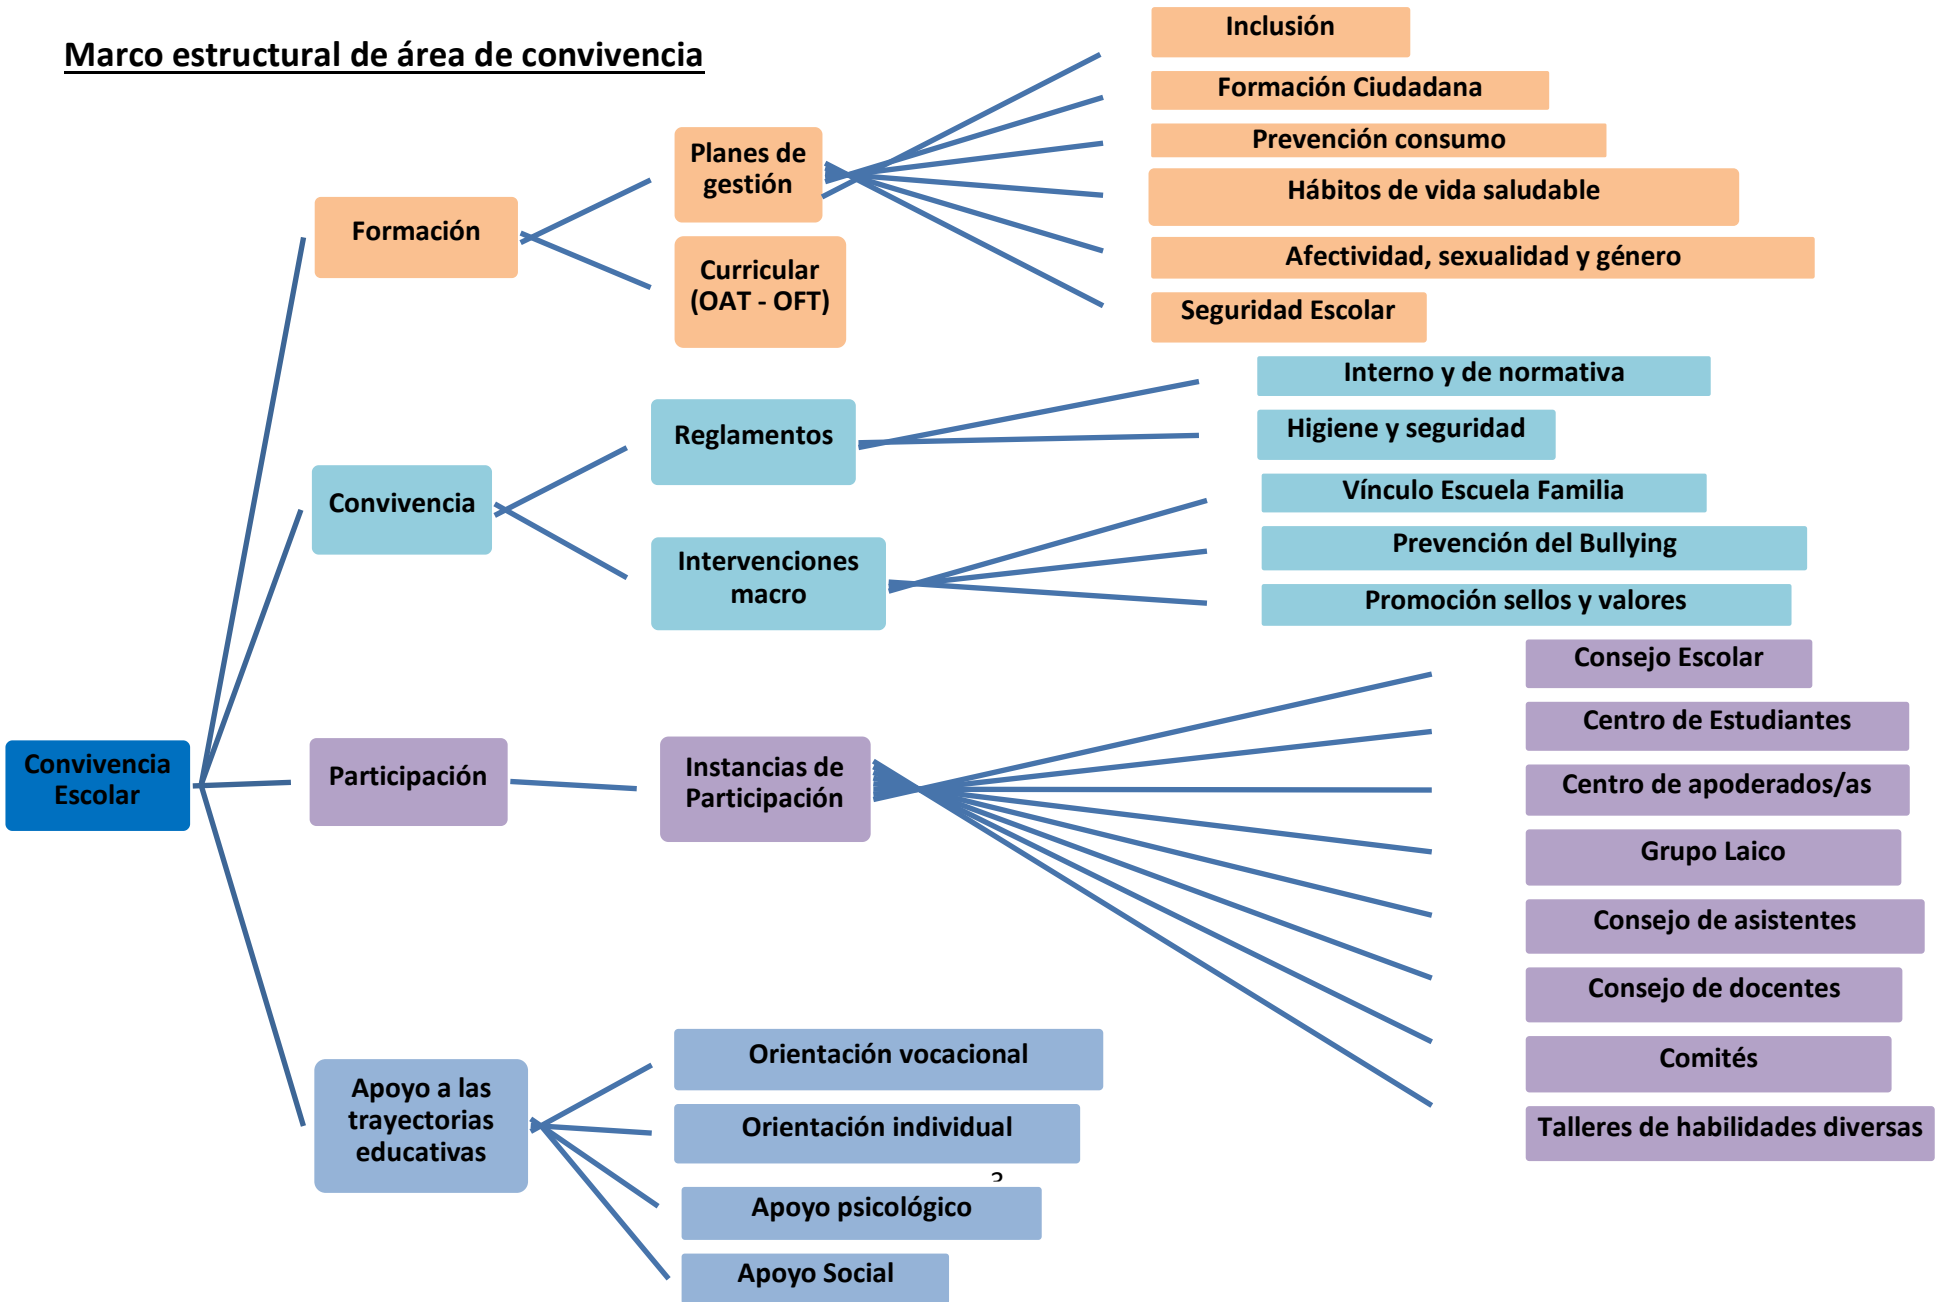 Marco estructural de área de convivencia
Convivencia
Escolar
Formación
Planes de
gestión
Inclusión
Formación Ciudadana
Prevención consumo
Hábitos de vida saludable
Afectividad, sexualidad y género
Seguridad Escolar
Curricular
(OAT - OFT)
Convivencia
Reglamentos
Interno y de normativa
Higiene y seguridad
Intervenciones
macro
Vínculo Escuela Familia
Prevención del Bullying
Promoción sellos y valores
Participación
Instancias de
Participación
Consejo Escolar
Centro de Estudiantes
Centro de apoderados/as
Grupo Laico
Consejo de asistentes
Consejo de docentes
Comités
Talleres de habilidades diversas
Apoyo a las
trayectorias
educativas
Orientación vocacional
Orientación individual
Apoyo psicológico
Apoyo Social